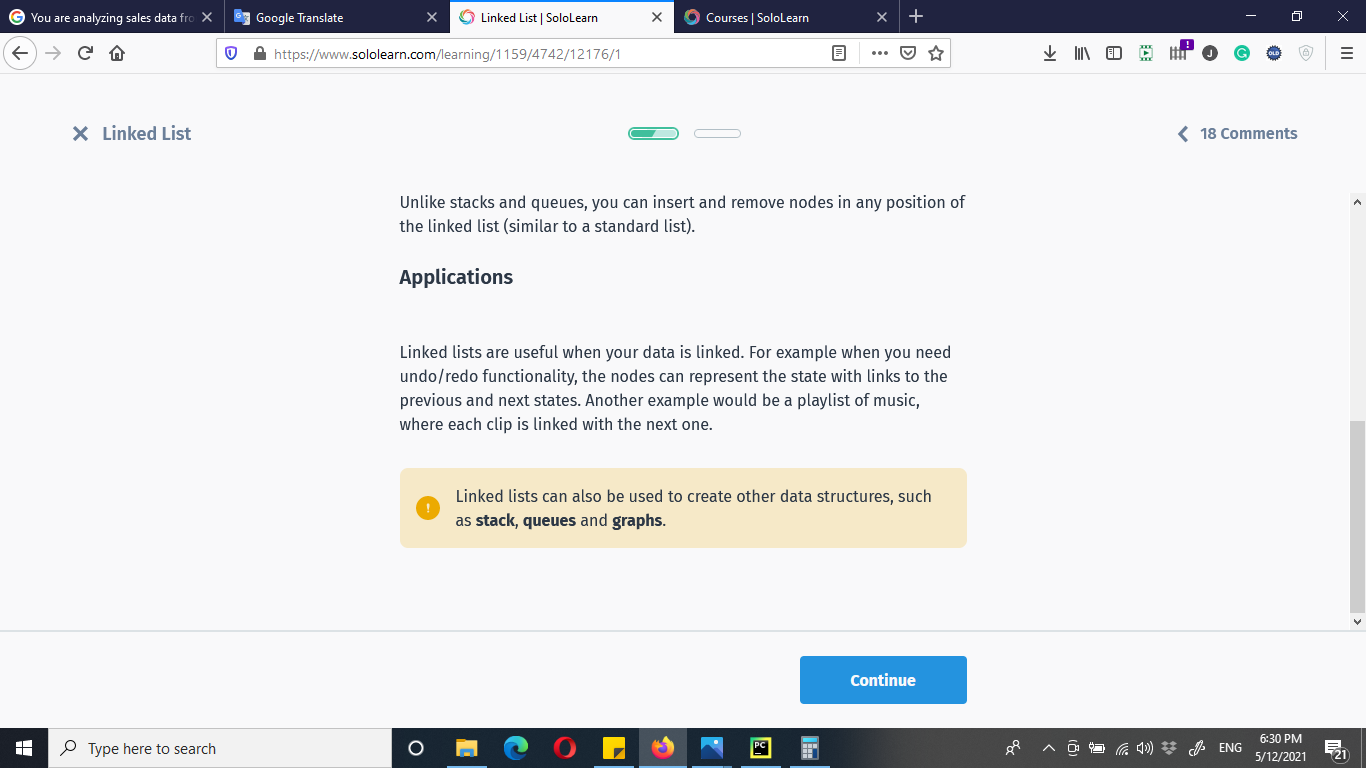 You are analyzing sales data fro
Google Translate
Linked List | SoloLearn
Courses | SoloLearn
https://www.sololearn.com/learning/1159/4742/12176/1
Linked List
18 Comments
Unlike stacks and queues, you can insert and remove nodes in any position of
the linked list (similar to a standard list).
Applications
Linked lists are useful when your data is linked. For example when you need
undo/redo functionality, the nodes can represent the state with links to the
previous and next states. Another example would be a playlist of music,
where each clip is linked with the next one.
Linked lists can also be used to create other data structures, such
as stack, queues and graphs.
Continue
Type here to search
PC
ENG
6:30 PM
5/12/2021
21